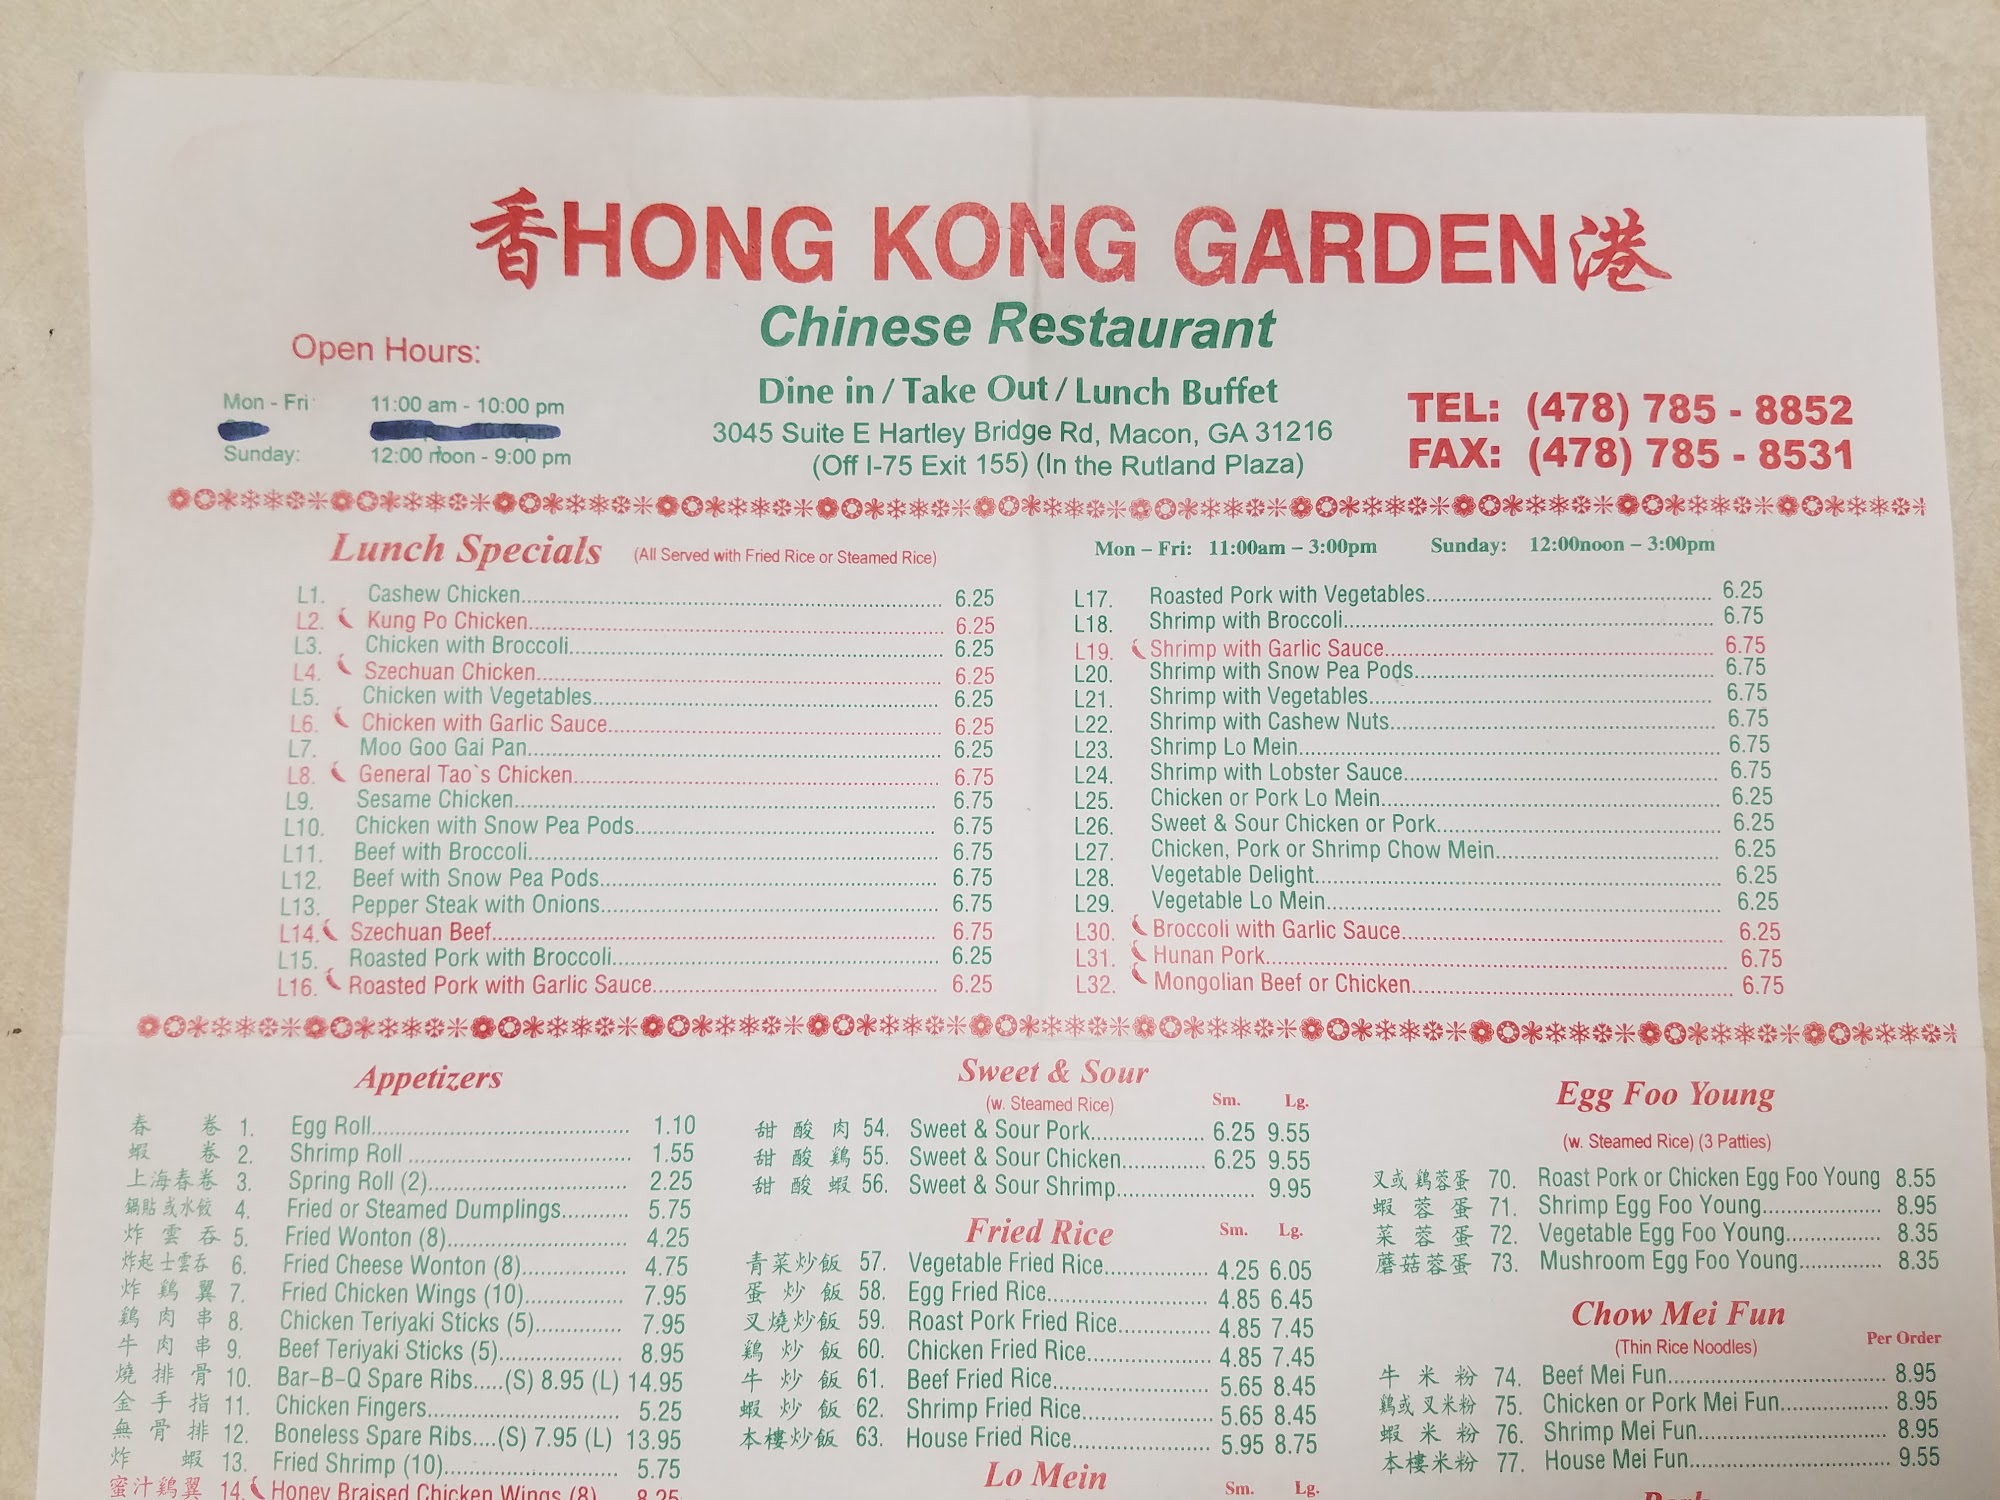 香HONG KONG GARDEN港
Chinese Restaurant
Dine in / Take Out / Lunch Buffet
3045 Suite E Hartley Bridge Rd, Macon, GA 31216
(Off I-75 Exit 155) (In the Rutland Plaza)
Open Hours:
Mon - Fri 11:00 am - 10:00 pm
Sunday: 12:00 noon - 9:00 pm
TEL: (478) 785 - 8852
FAX: (478) 785 - 8531
Lunch Specials (All Served with Fried Rice or Steamed Rice)
Mon – Fri: 11:00am – 3:00pm Sunday: 12:00noon – 3:00pm
L1. Cashew Chicken 6.25
L2. Kung Po Chicken 6.25
L3. Chicken with Broccoli 6.25
L4. Szechuan Chicken 6.25
L5. Chicken with Vegetables 6.25
L6. Chicken with Garlic Sauce 6.25
L7. Moo Goo Gai Pan 6.25
L8. General Tao`s Chicken 6.75
L9. Sesame Chicken 6.75
L10. Chicken with Snow Pea Pods 6.75
L11. Beef with Broccoli 6.75
L12. Beef with Snow Pea Pods 6.75
L13. Pepper Steak with Onions 6.75
L14. Szechuan Beef 6.75
L15. Roasted Pork with Broccoli 6.25
L16. Roasted Pork with Garlic Sauce 6.25
L17. Roasted Pork with Vegetables 6.25
L18. Shrimp with Broccoli 6.75
L19. Shrimp with Garlic Sauce 6.75
L20. Shrimp with Snow Pea Pods 6.75
L21. Shrimp with Vegetables 6.75
L22. Shrimp with Cashew Nuts 6.75
L23. Shrimp Lo Mein 6.75
L24. Shrimp with Lobster Sauce 6.75
L25. Chicken or Pork Lo Mein 6.25
L26. Sweet & Sour Chicken or Pork 6.25
L27. Chicken, Pork or Shrimp Chow Mein 6.25
L28. Vegetable Delight 6.25
L29. Vegetable Lo Mein 6.25
L30. Broccoli with Garlic Sauce 6.25
L31. Hunan Pork 6.75
L32. Mongolian Beef or Chicken 6.75
Appetizers
春卷 1. Egg Roll 1.10
蝦卷 2. Shrimp Roll 1.55
上海春卷 3. Spring Roll (2) 2.25
鍋貼或水餃 4. Fried or Steamed Dumplings 5.75
炸雲吞 5. Fried Wonton (8) 4.25
炸起士雲吞 6. Fried Cheese Wonton (8) 4.75
炸鷄翼 7. Fried Chicken Wings (10) 7.95
鷄肉串 8. Chicken Teriyaki Sticks (5) 7.95
牛肉串 9. Beef Teriyaki Sticks (5) 8.95
燒排骨 10. Bar-B-Q Spare Ribs.....(S) 8.95 (L) 14.95
金手指 11. Chicken Fingers 5.25
無骨排 12. Boneless Spare Ribs....(S) 7.95 (L) 13.95
炸蝦 13. Fried Shrimp (10) 5.75
蜜汁鷄翼 14. Honey Braised Chicken Wings (8) 8.25
Sweet & Sour
(w. Steamed Rice) Sm. Lg.
甜酸肉 54. Sweet & Sour Pork 6.25 9.55
甜酸鷄 55. Sweet & Sour Chicken 6.25 9.55
甜酸蝦 56. Sweet & Sour Shrimp 9.95
Fried Rice Sm. Lg.
青菜炒飯 57. Vegetable Fried Rice 4.25 6.05
蛋炒飯 58. Egg Fried Rice 4.85 6.45
叉燒炒飯 59. Roast Pork Fried Rice 4.85 7.45
鷄炒飯 60. Chicken Fried Rice 4.85 7.45
牛炒飯 61. Beef Fried Rice 5.65 8.45
蝦炒飯 62. Shrimp Fried Rice 5.65 8.45
本樓炒飯 63. House Fried Rice 5.95 8.75
Lo Mein Sm. Lg.
Egg Foo Young
(w. Steamed Rice) (3 Patties)
叉或鷄蓉蛋 70. Roast Pork or Chicken Egg Foo Young 8.55
蝦蓉蛋 71. Shrimp Egg Foo Young 8.95
菜蓉蛋 72. Vegetable Egg Foo Young 8.35
蘑菇蓉蛋 73. Mushroom Egg Foo Young 8.35
Chow Mei Fun
(Thin Rice Noodles) Per Order
牛米粉 74. Beef Mei Fun 8.95
鷄或叉米粉 75. Chicken or Pork Mei Fun 8.95
蝦米粉 76. Shrimp Mei Fun 8.95
本樓米粉 77. House Mei Fun 9.55
Pork